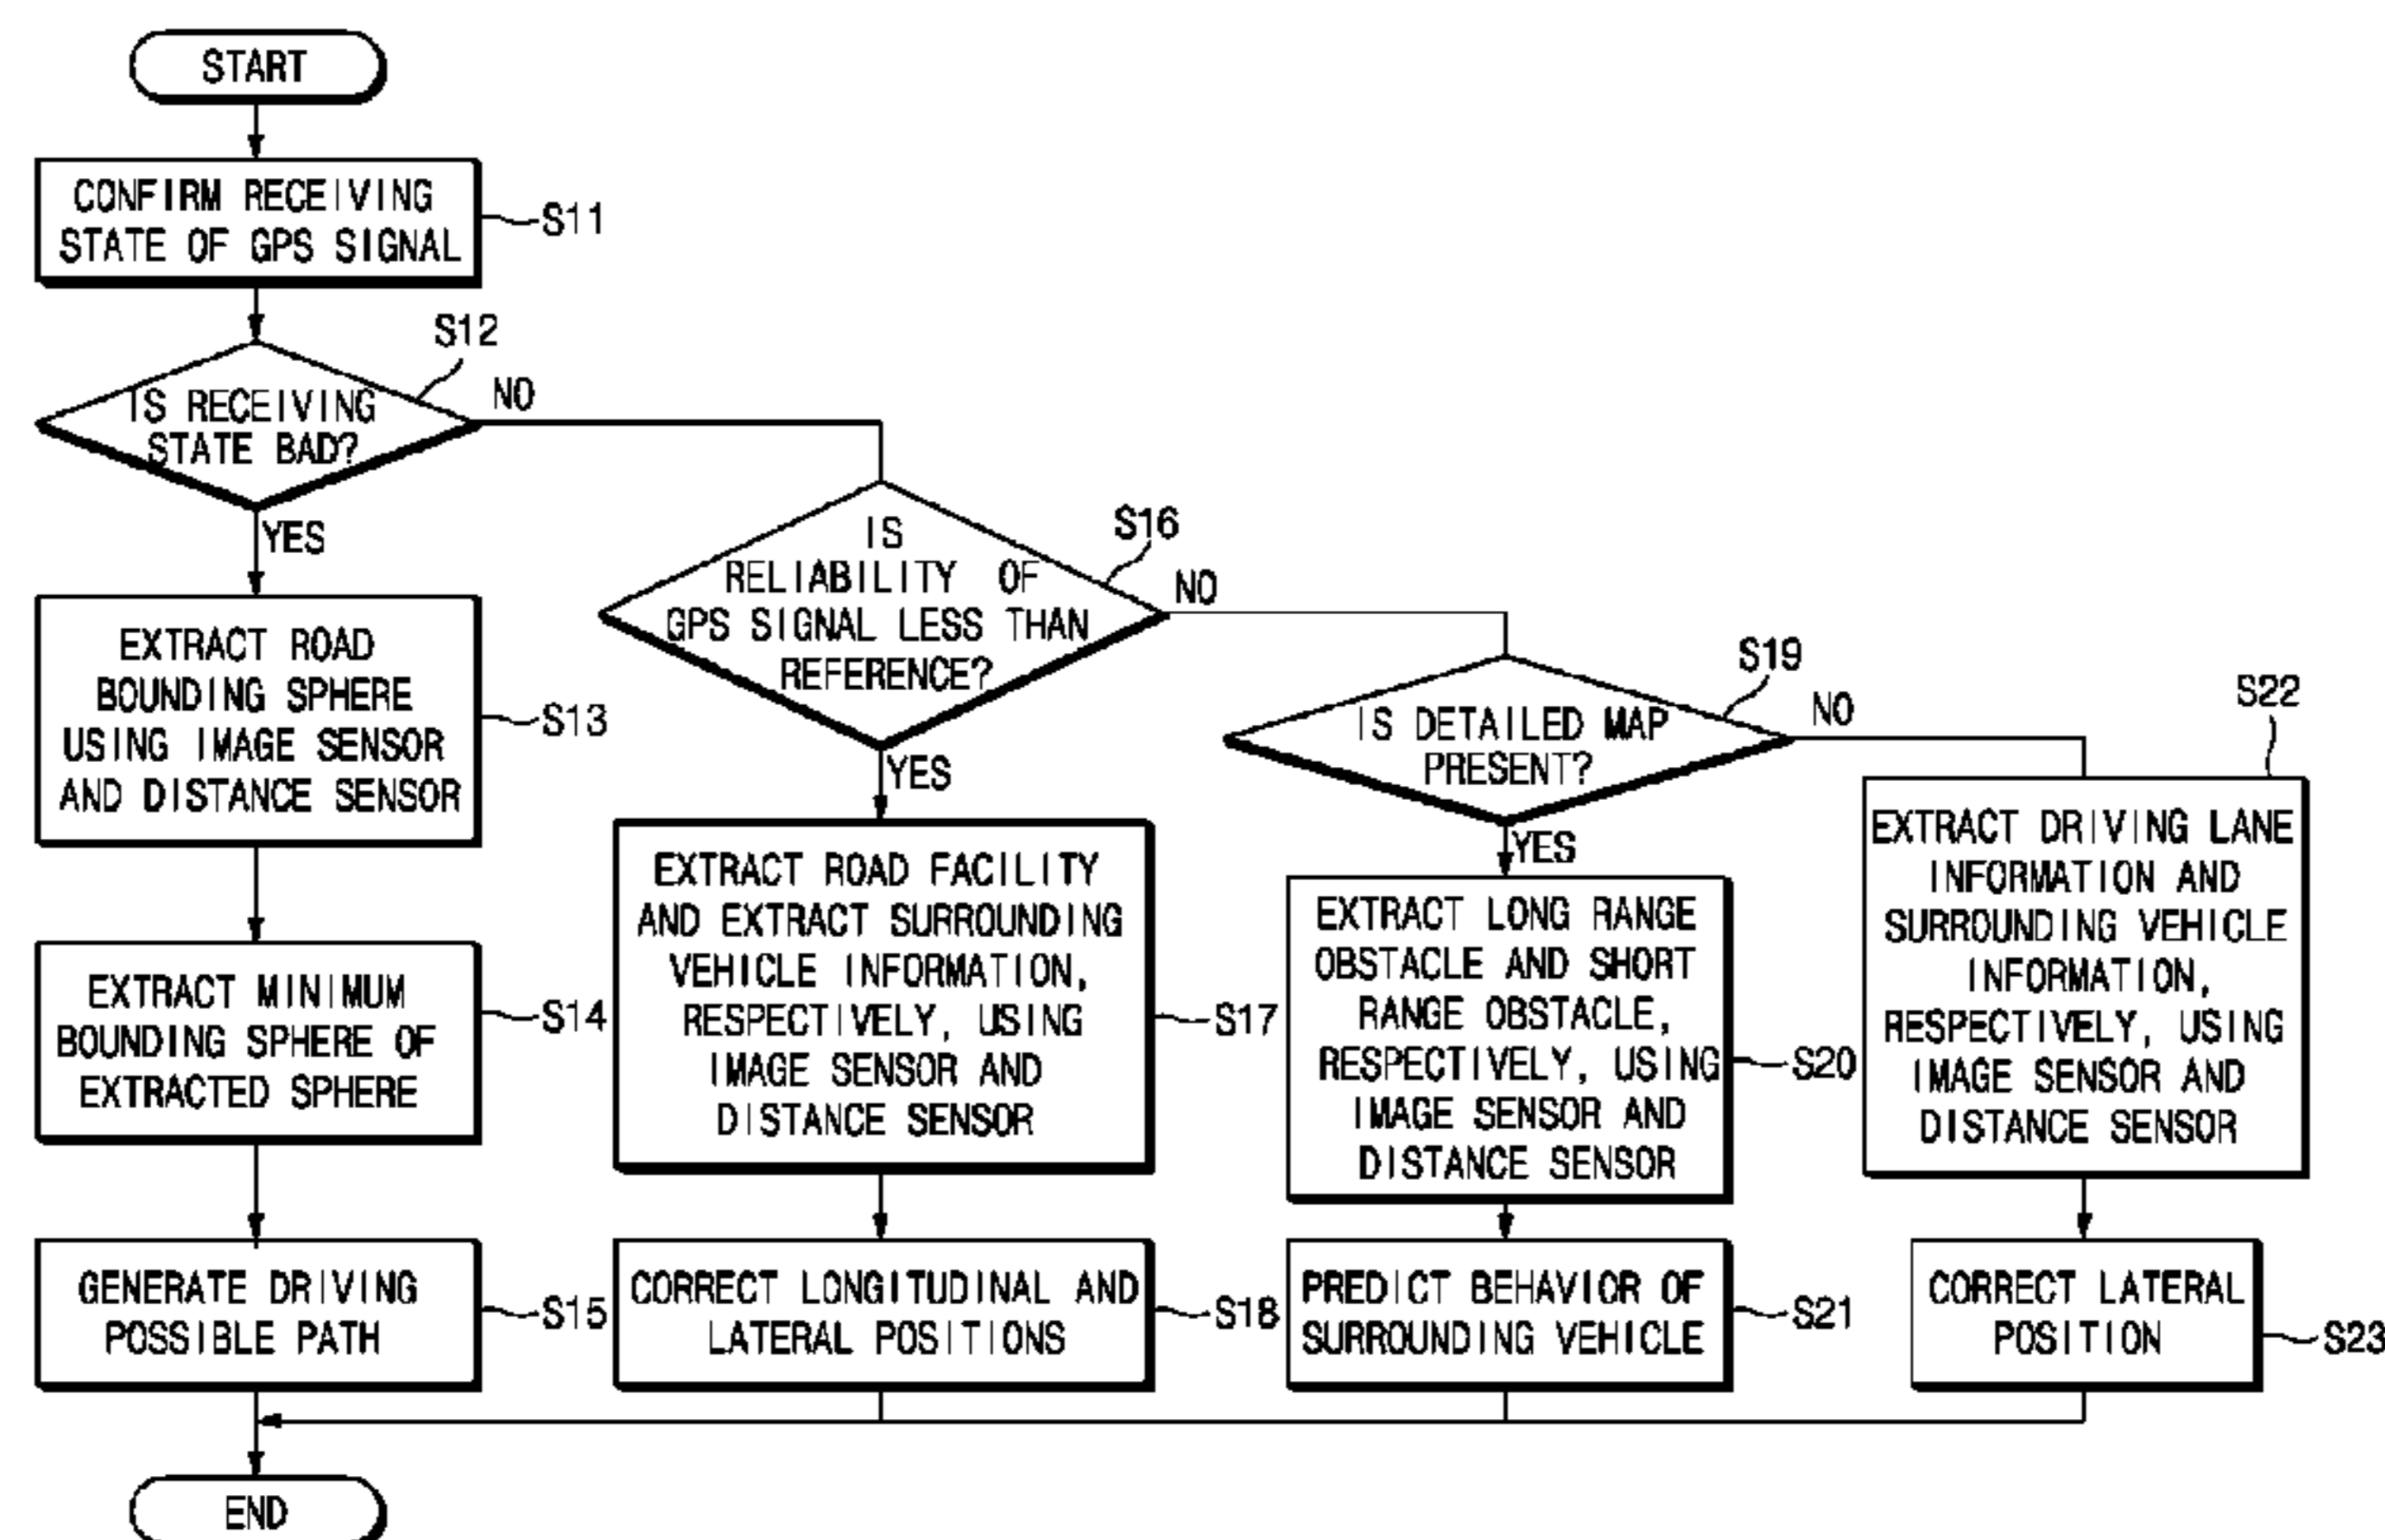 START
CONFIRM RECEIVING
STATE OF GPS SIGNAL
S11
S12
IS RECEIVING
STATE BAD?
NO
YES
EXTRACT ROAD
BOUNDING SPHERE
USING IMAGE SENSOR
AND DISTANCE SENSOR
S13
EXTRACT MINIMUM
BOUNDING SPHERE OF
EXTRACTED SPHERE
S14
GENERATE DRIVING
POSSIBLE PATH
S15
S16
IS
RELIABILITY OF
GPS SIGNAL LESS THAN
REFERENCE?
NO
YES
EXTRACT ROAD FACILITY
AND EXTRACT SURROUNDING
VEHICLE INFORMATION,
RESPECTIVELY, USING
IMAGE SENSOR AND
DISTANCE SENSOR
S17
CORRECT LONGITUDINAL AND
LATERAL POSITIONS
S18
S19
IS DETAILED MAP
PRESENT?
NO
YES
EXTRACT LONG RANGE
OBSTACLE AND SHORT
RANGE OBSTACLE,
RESPECTIVELY, USING
IMAGE SENSOR AND
DISTANCE SENSOR
S20
PREDICT BEHAVIOR OF
SURROUNDING VEHICLE
S21
S22
EXTRACT DRIVING LANE
INFORMATION AND
SURROUNDING VEHICLE
INFORMATION,
RESPECTIVELY, USING
IMAGE SENSOR AND
DISTANCE SENSOR
CORRECT LATERAL
POSITION
S23
END